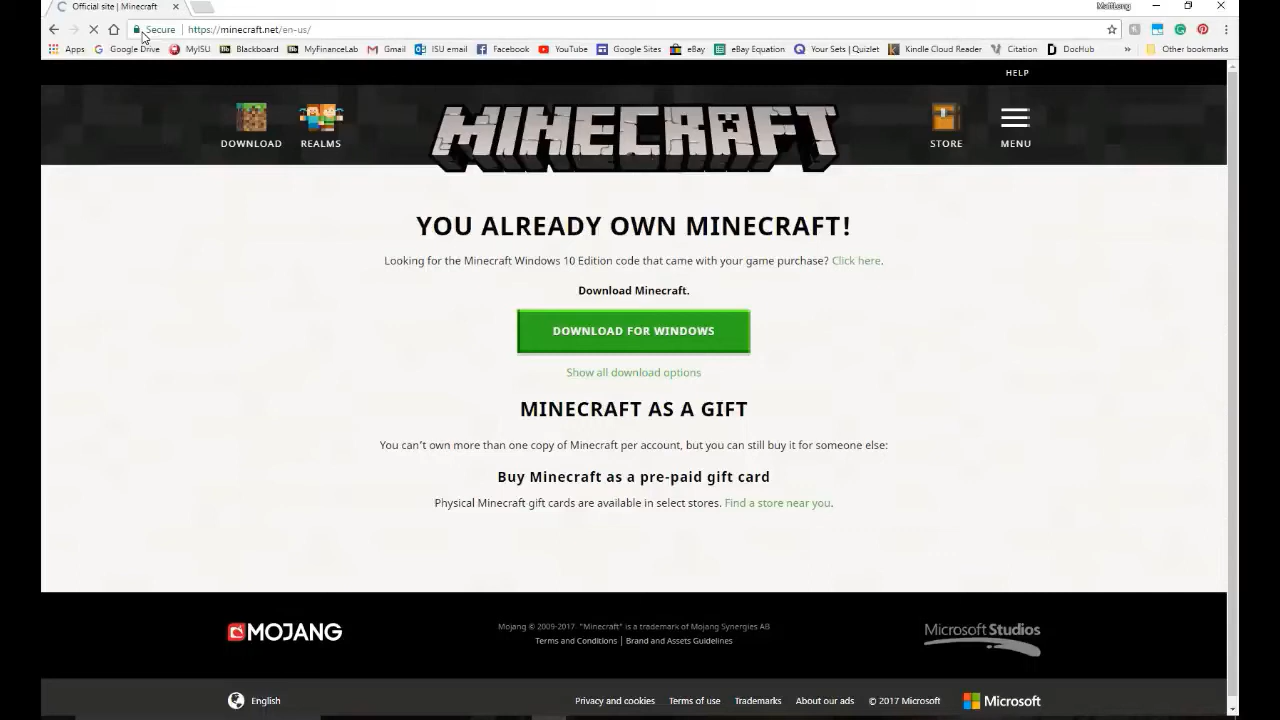 Official site | Minecraft
MattLong
Secure https://minecraft.net/en-us/
Apps Google Drive MyISU Blackboard MyFinanceLab Gmail ISU email Facebook YouTube Google Sites eBay eBay Equation Your Sets | Quizlet Kindle Cloud Reader Citation DocHub » Other bookmarks
HELP
DOWNLOAD REALMS MINECRAFT STORE MENU
YOU ALREADY OWN MINECRAFT!
Looking for the Minecraft Windows 10 Edition code that came with your game purchase? Click here.
Download Minecraft.
DOWNLOAD FOR WINDOWS
Show all download options
MINECRAFT AS A GIFT
You can't own more than one copy of Minecraft per account, but you can still buy it for someone else:
Buy Minecraft as a pre-paid gift card
Physical Minecraft gift cards are available in select stores. Find a store near you.
MOJANG
Mojang © 2009-2017. "Minecraft" is a trademark of Mojang Synergies AB
Terms and Conditions | Brand and Assets Guidelines
Microsoft Studios
English
Privacy and cookies Terms of use Trademarks About our ads © 2017 Microsoft Microsoft